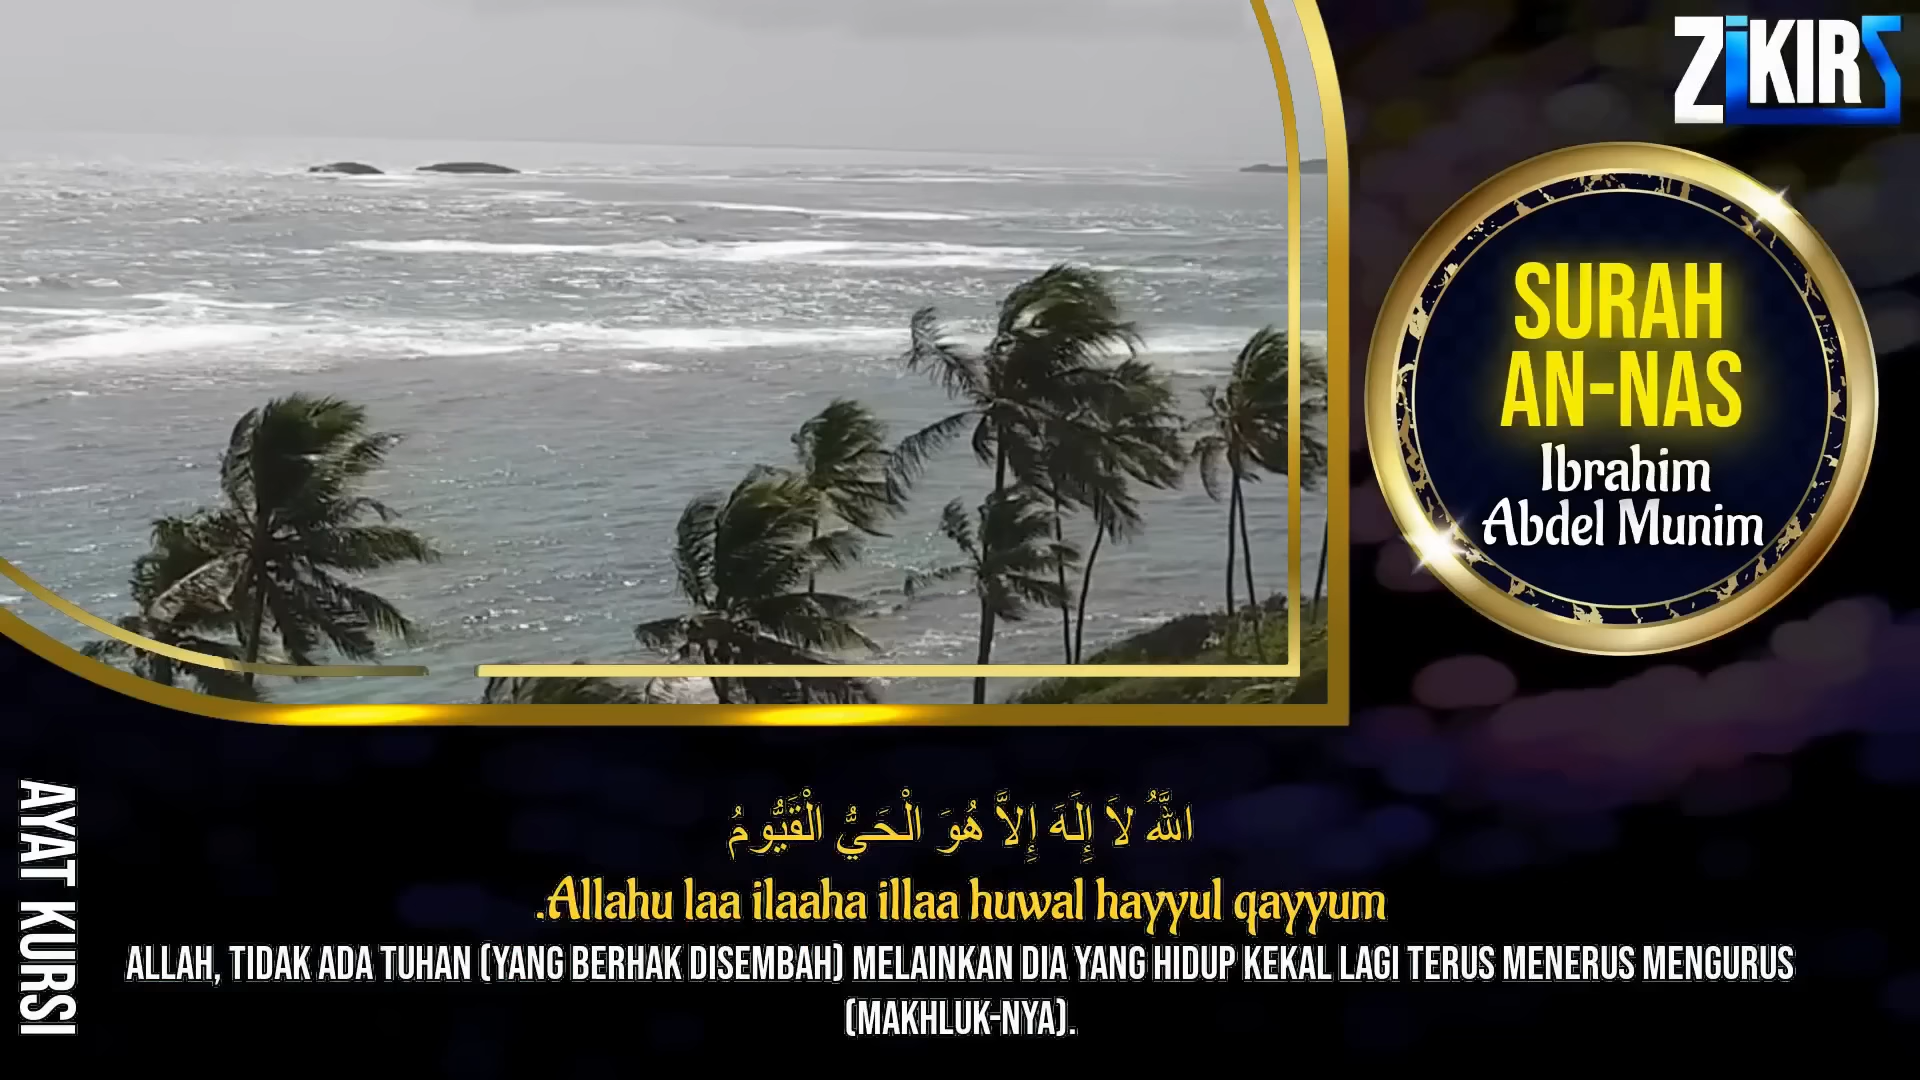 ZiKIR
SURAH
AN-NAS
Ibrahim
Abdel Munim
AYAT KURSI
اللَّهُ لاَ إِلَهَ إِلاَّ هُوَ الْحَيُّ الْقَيُّومُ
.Allahu laa ilaaha illaa huwal hayyul qayyum
ALLAH, TIDAK ADA TUHAN (YANG BERHAK DISEMBAH) MELAINKAN DIA YANG HIDUP KEKAL LAGI TERUS MENERUS MENGURUS
(MAKHLUK-NYA).